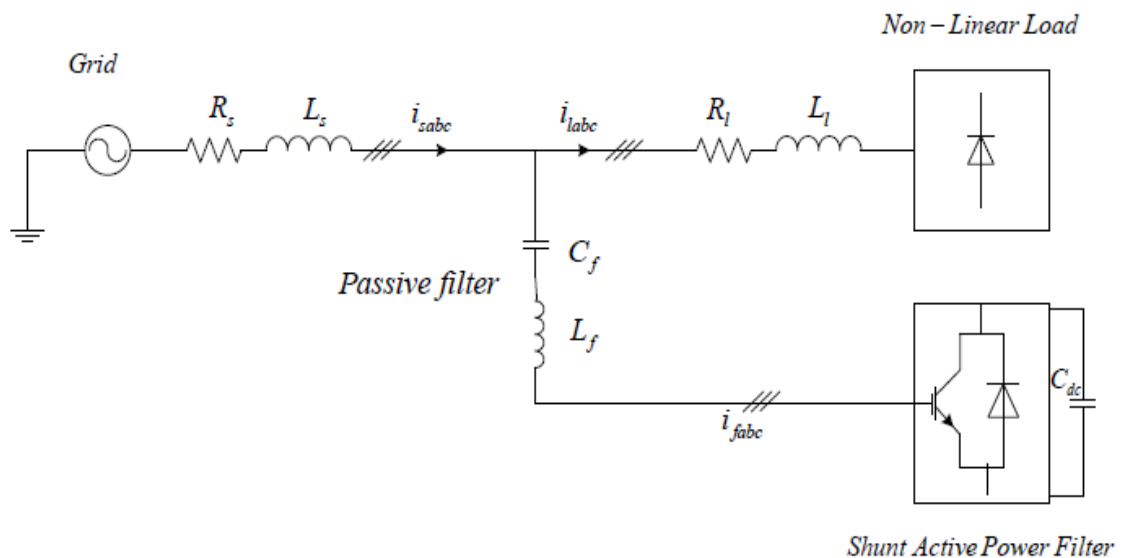 Non – Linear Load
Grid
R_s
L_s
i_sabc
i_labc
R_l
L_l
C_f
Passive filter
L_f
i_fabc
C_dc
Shunt Active Power Filter